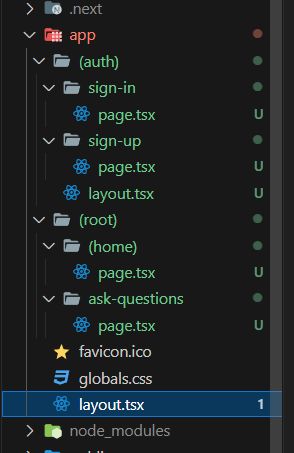 .next
app
(auth)
sign-in
page.tsx U
sign-up
page.tsx U
layout.tsx U
(root)
(home)
page.tsx U
ask-questions
page.tsx U
favicon.ico
globals.css
layout.tsx 1
node_modules